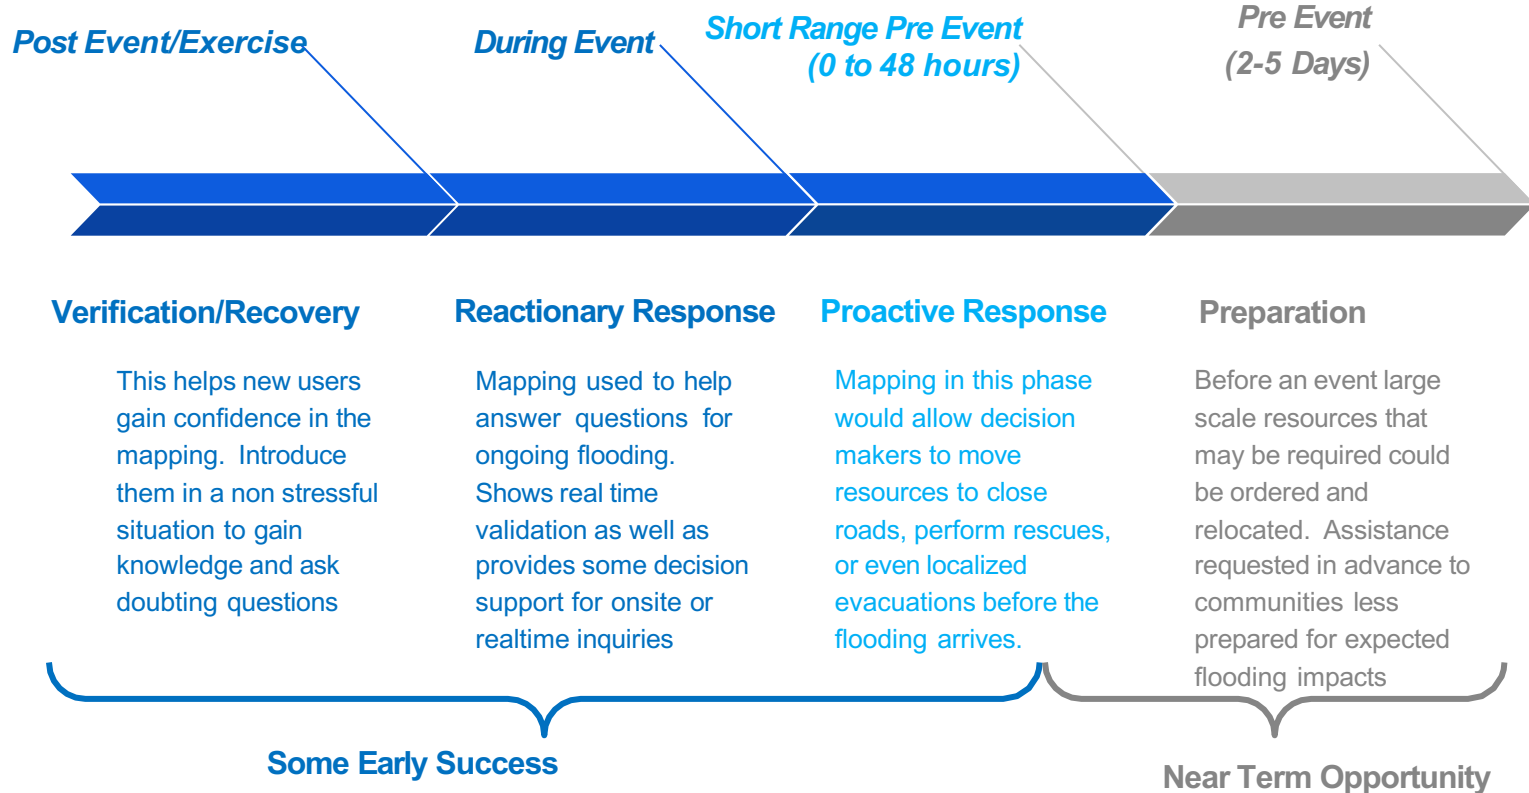 Post Event/Exercise
During Event
Short Range Pre Event
(0 to 48 hours)
Pre Event
(2-5 Days)
Verification/Recovery
This helps new users
gain confidence in the
mapping. Introduce
them in a non stressful
situation to gain
knowledge and ask
doubting questions
Reactionary Response
Mapping used to help
answer questions for
ongoing flooding.
Shows real time
validation as well as
provides some decision
support for onsite or
realtime inquiries
Proactive Response
Mapping in this phase
would allow decision
makers to move
resources to close
roads, perform rescues,
or even localized
evacuations before the
flooding arrives.
Preparation
Before an event large
scale resources that
may be required could
be ordered and
relocated. Assistance
requested in advance to
communities less
prepared for expected
flooding impacts
Some Early Success
Near Term Opportunity